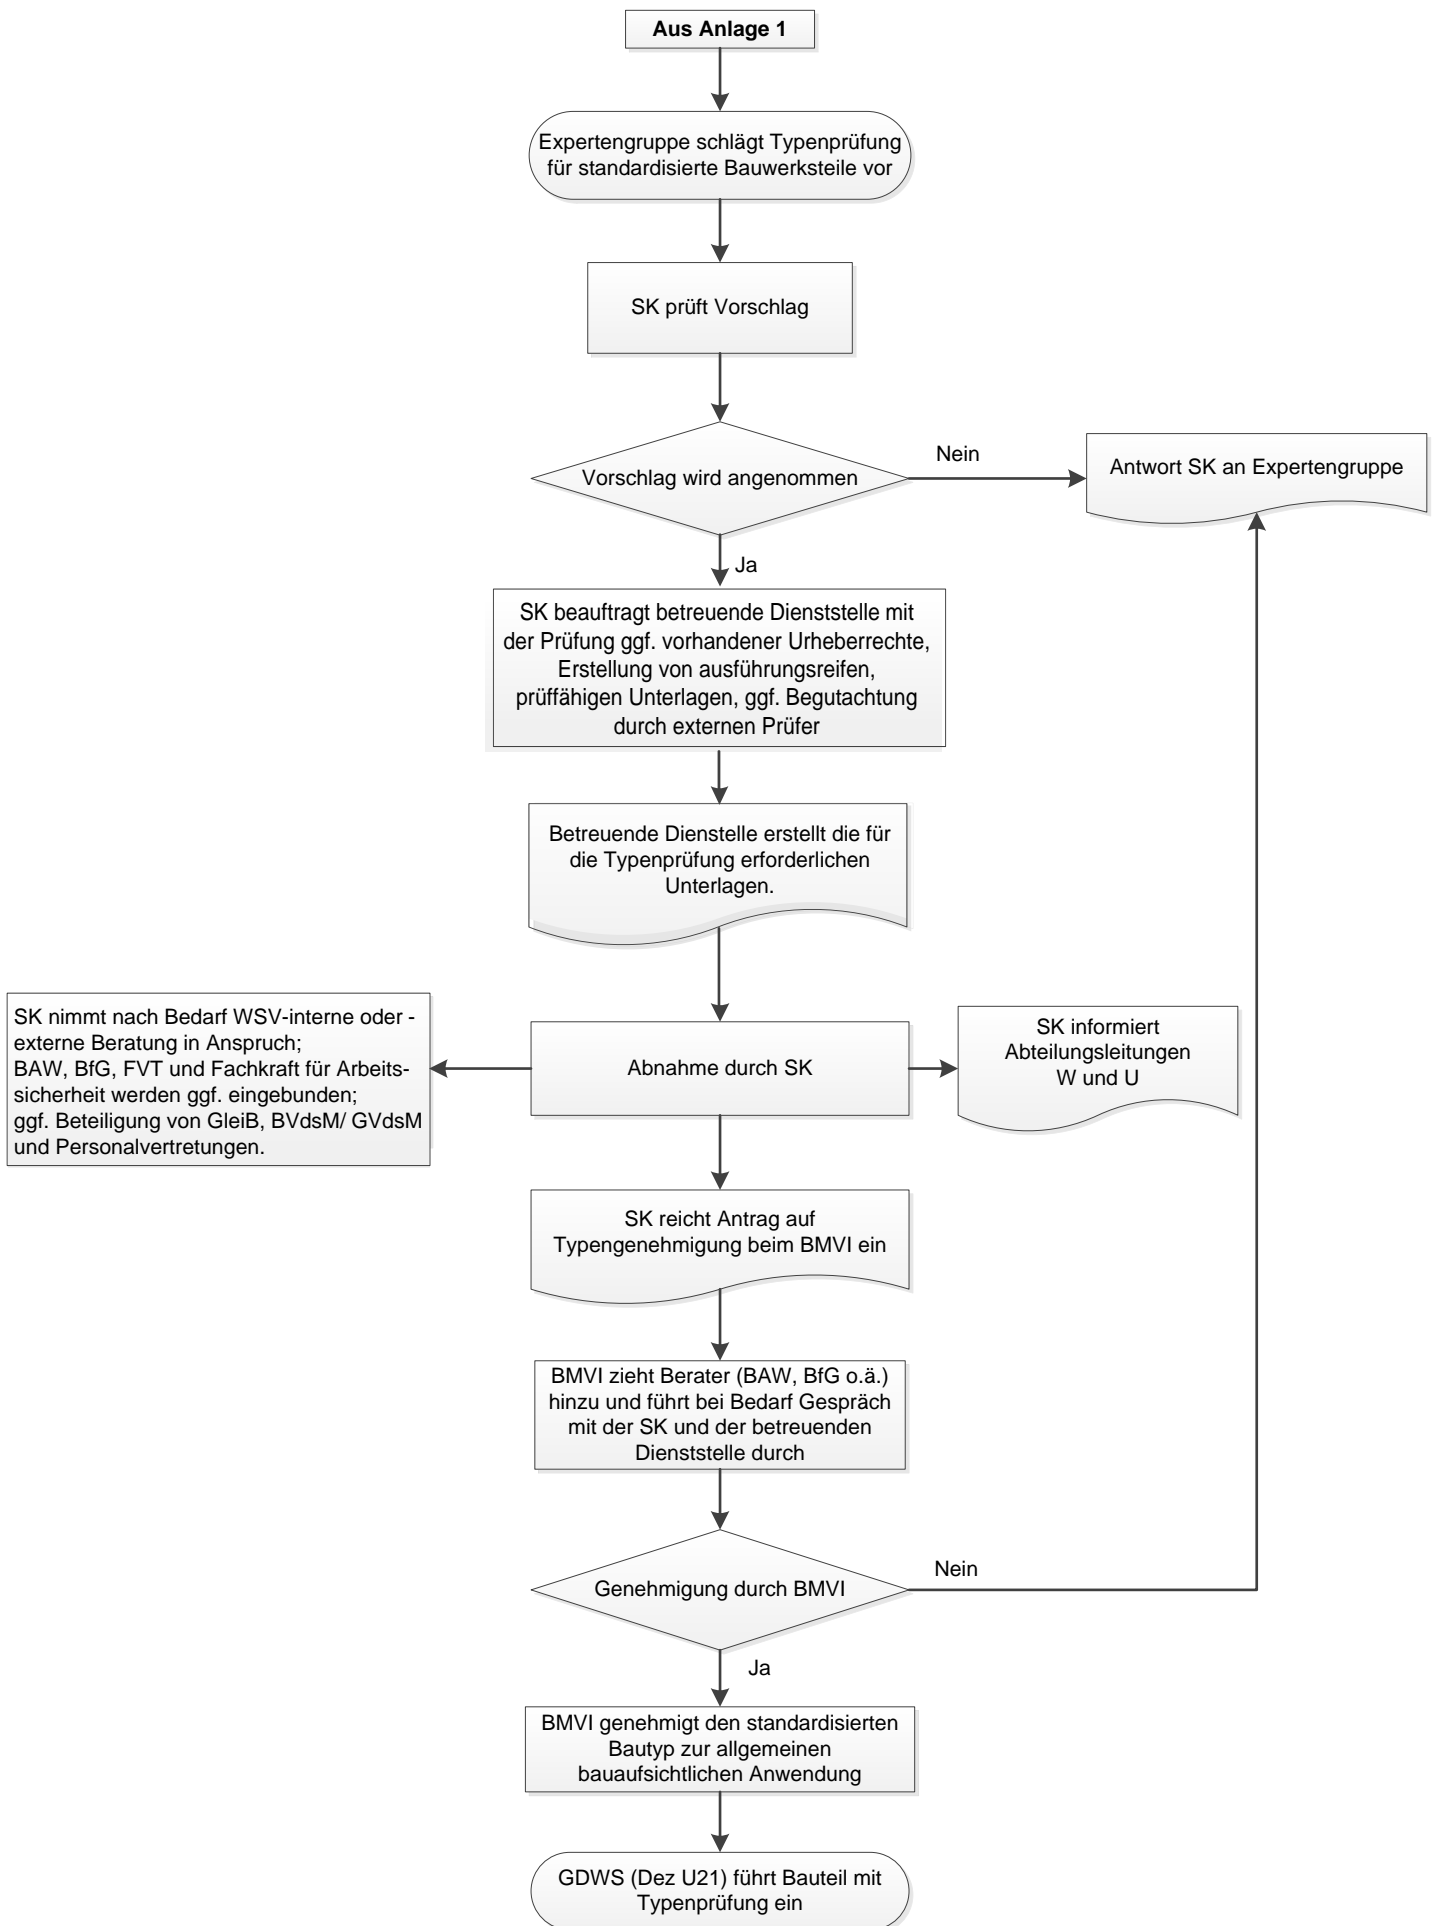 Aus Anlage 1
Expertengruppe schlägt Typenprüfung
für standardisierte Bauwerksteile vor
SK prüft Vorschlag
Vorschlag wird angenommen
Nein
Antwort SK an Expertengruppe
Ja
SK beauftragt betreuende Dienststelle mit
der Prüfung ggf. vorhandener Urheberrechte,
Erstellung von ausführungsreifen,
prüffähigen Unterlagen, ggf. Begutachtung
durch externen Prüfer
Betreuende Dienstelle erstellt die für
die Typenprüfung erforderlichen
Unterlagen.
SK nimmt nach Bedarf WSV-interne oder -
externe Beratung in Anspruch;
BAW, BfG, FVT und Fachkraft für Arbeits-
sicherheit werden ggf. eingebunden;
ggf. Beteiligung von GleiB, BVdsM/ GVdsM
und Personalvertretungen.
Abnahme durch SK
SK informiert
Abteilungsleitungen
W und U
SK reicht Antrag auf
Typengenehmigung beim BMVI ein
BMVI zieht Berater (BAW, BfG o.ä.)
hinzu und führt bei Bedarf Gespräch
mit der SK und der betreuenden
Dienststelle durch
Genehmigung durch BMVI
Nein
Ja
BMVI genehmigt den standardisierten
Bautyp zur allgemeinen
bauaufsichtlichen Anwendung
GDWS (Dez U21) führt Bauteil mit
Typenprüfung ein